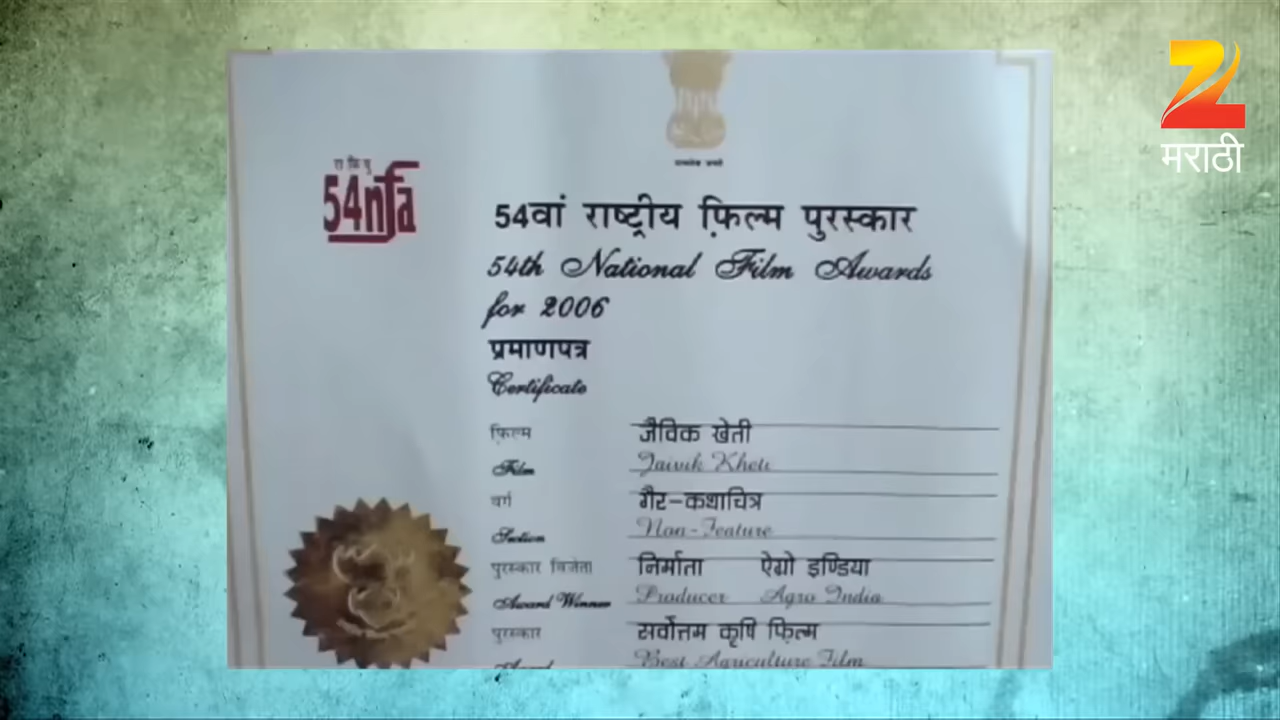 मराठी
रा फि पु
54nfa
54वां राष्ट्रीय फ़िल्म पुरस्कार
54th National Film Awards
for 2006
प्रमाणपत्र
Certificate
फ़िल्म जैविक खेती
Film Jaivik Kheti
वर्ग गैर-कथाचित्र
Section Non-Feature
पुरस्कार विजेता निर्माता ऐग्रो इण्डिया
Award Winner Producer Agro India
पुरस्कार सर्वोत्तम कृषि फ़िल्म
Award Best Agriculture Film